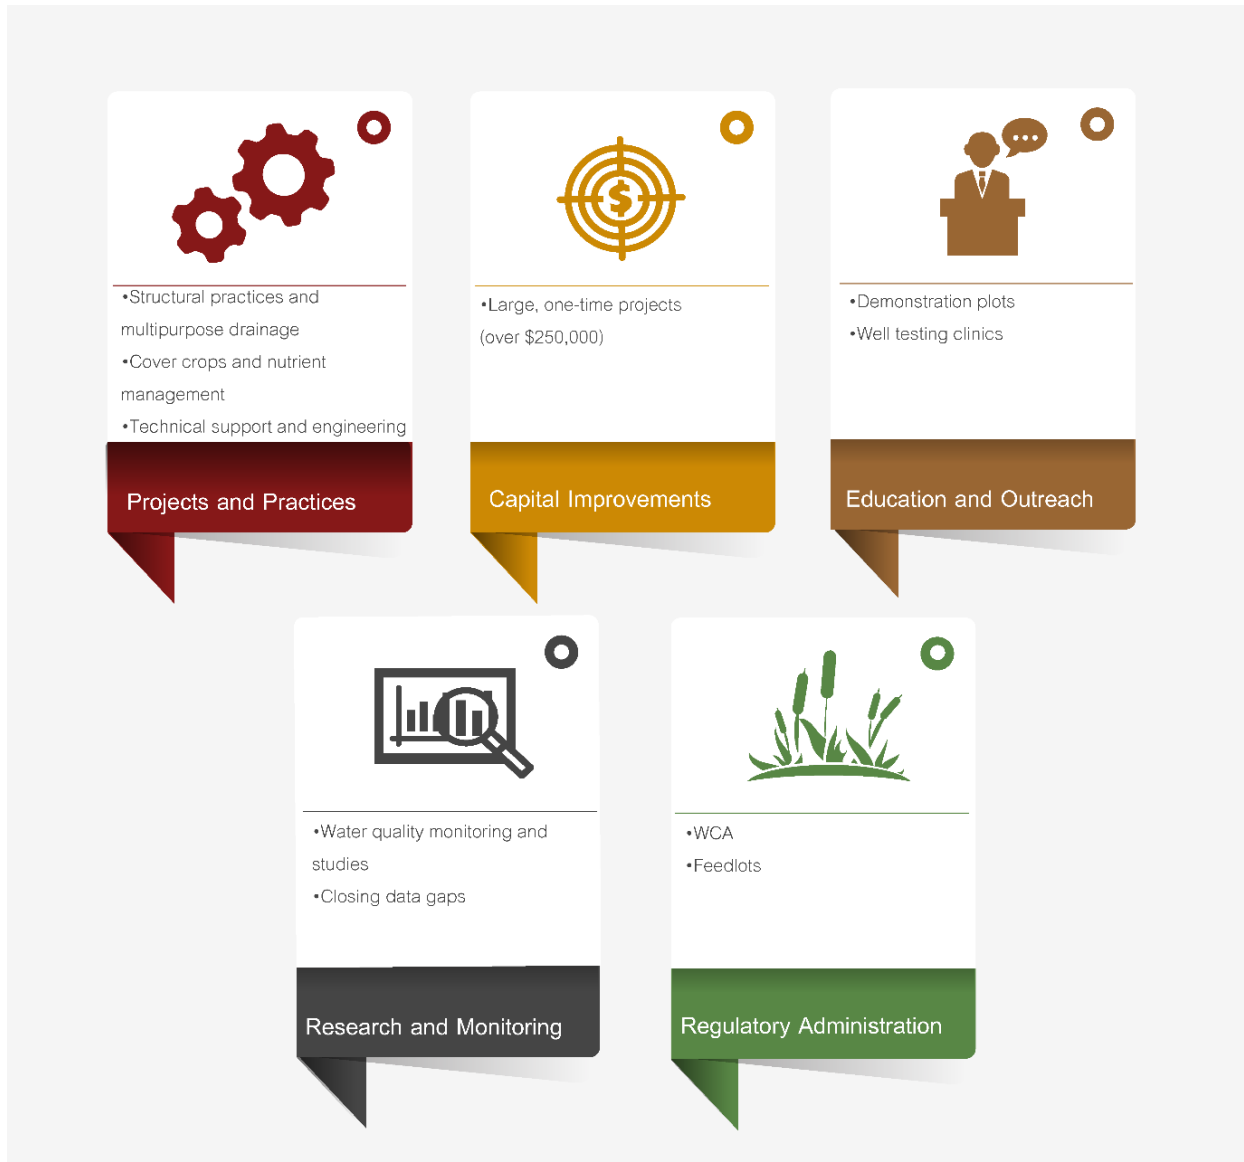 •Structural practices and
multipurpose drainage
•Cover crops and nutrient
management
•Technical support and engineering
Projects and Practices
$
•Large, one-time projects
(over $250,000)
Capital Improvements
•Demonstration plots
•Well testing clinics
Education and Outreach
•Water quality monitoring and
studies
•Closing data gaps
Research and Monitoring
•WCA
•Feedlots
Regulatory Administration